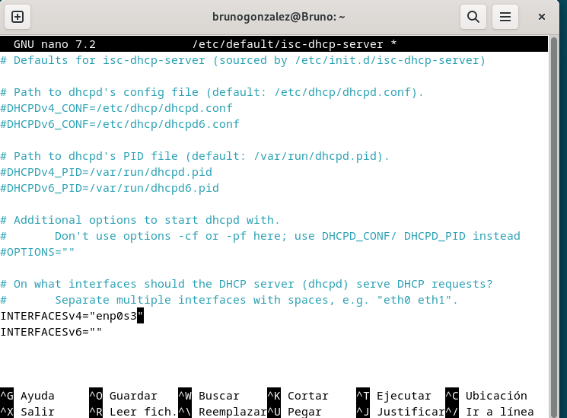 brunogonzalez@Bruno: ~
GNU nano 7.2 /etc/default/isc-dhcp-server *
# Defaults for isc-dhcp-server (sourced by /etc/init.d/isc-dhcp-server)
# Path to dhcpd's config file (default: /etc/dhcp/dhcpd.conf).
#DHCPDv4_CONF=/etc/dhcp/dhcpd.conf
#DHCPDv6_CONF=/etc/dhcp/dhcpd6.conf
# Path to dhcpd's PID file (default: /var/run/dhcpd.pid).
#DHCPDv4_PID=/var/run/dhcpd.pid
#DHCPDv6_PID=/var/run/dhcpd6.pid
# Additional options to start dhcpd with.
#       Don't use options -cf or -pf here; use DHCPD_CONF/ DHCPD_PID instead
#OPTIONS=""
# On what interfaces should the DHCP server (dhcpd) serve DHCP requests?
#       Separate multiple interfaces with spaces, e.g. "eth0 eth1".
INTERFACESv4="enp0s3"
INTERFACESv6=""
^G Ayuda ^O Guardar ^W Buscar ^K Cortar ^T Ejecutar ^C Ubicación
^X Salir ^R Leer fich. ^\ Reemplazar ^U Pegar ^J Justificar ^/ Ir a línea